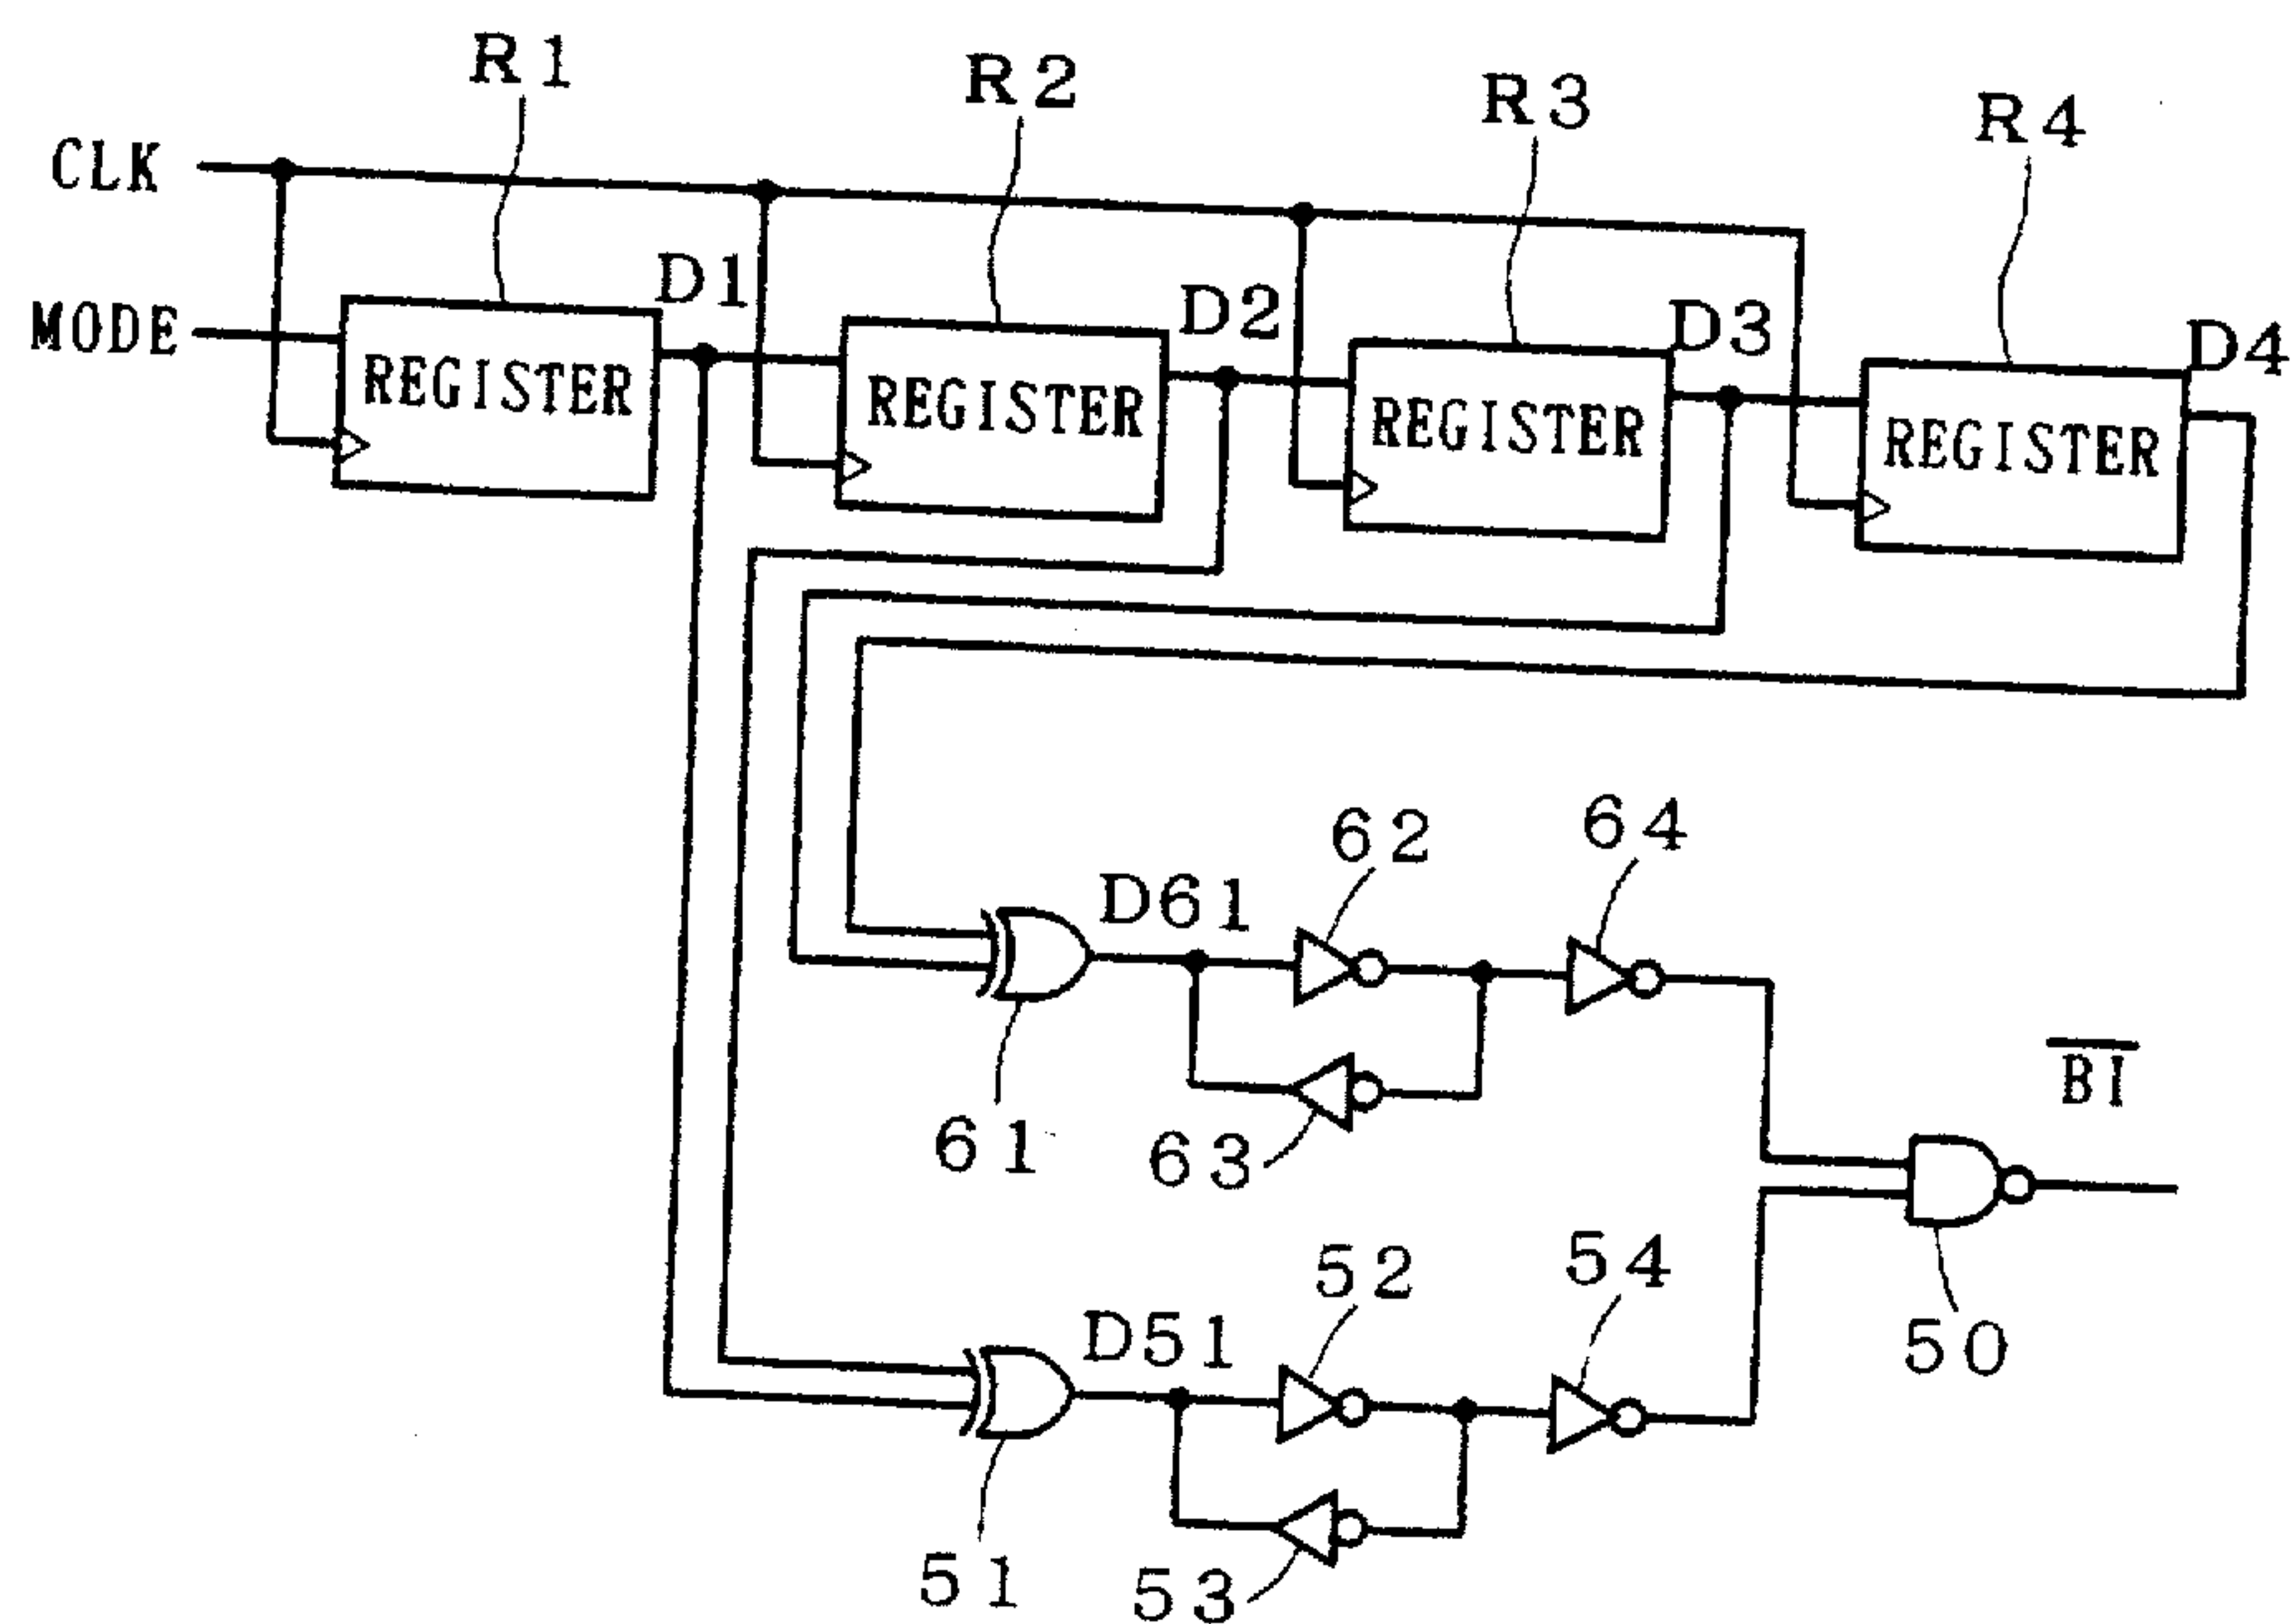 R1
R2
R3
R4
CLK
MODE
D1
D2
D3
D4
REGISTER
REGISTER
REGISTER
REGISTER
62
64
D61
61
63
BI
52
54
D51
50
51
53